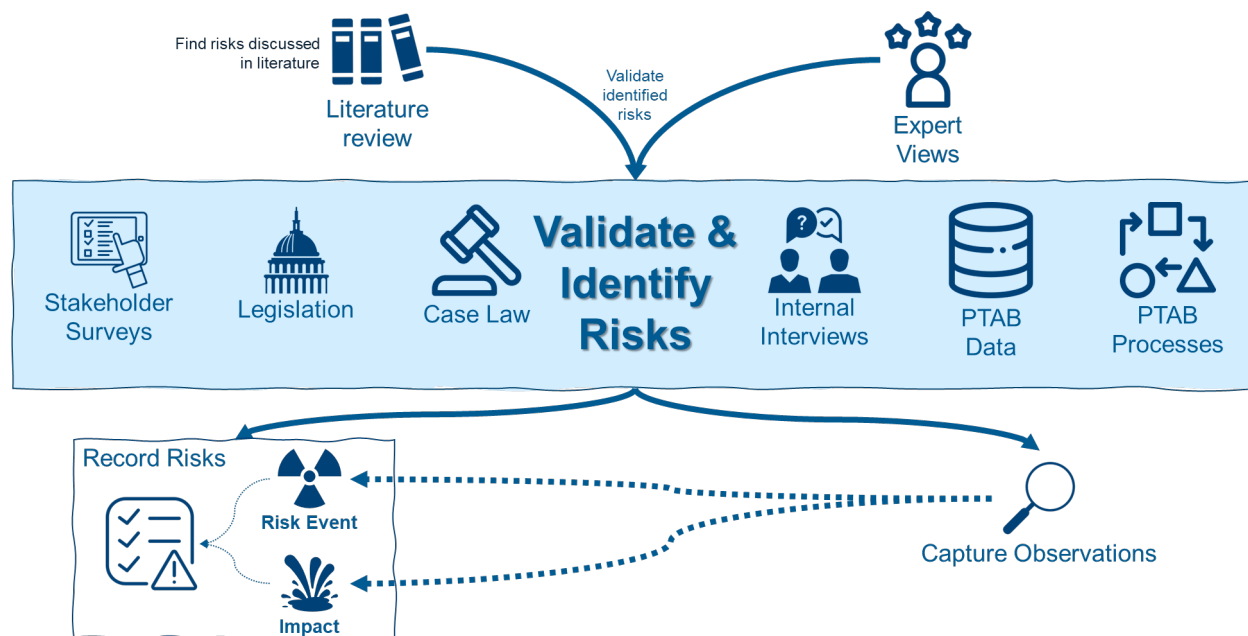 Find risks discussed
in literature
Literature
review
Validate
identified
risks
Expert
Views
Stakeholder
Surveys
Legislation
Case Law
Validate &
Identify
Risks
?
Internal
Interviews
PTAB
Data
PTAB
Processes
Record Risks
Risk Event
Impact
Capture Observations